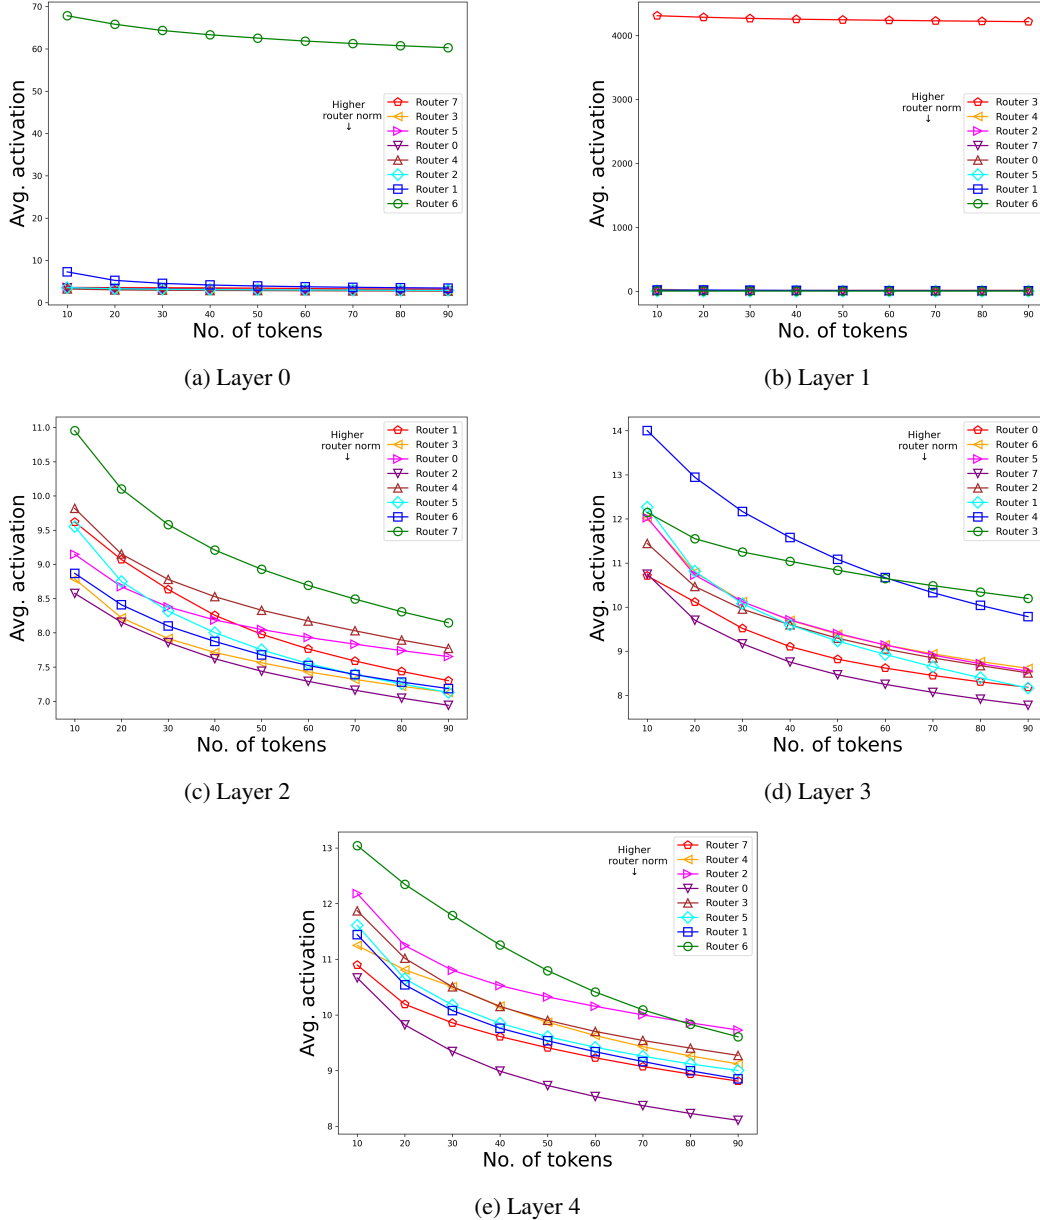 70
60
50
40
30
20
10
0
Avg. activation
Higher
router norm
↓
Router 7
Router 3
Router 5
Router 0
Router 4
Router 2
Router 1
Router 6
10 20 30 40 50 60 70 80 90
No. of tokens
(a) Layer 0
4000
3000
2000
1000
0
Avg. activation
Higher
router norm
↓
Router 3
Router 4
Router 2
Router 7
Router 0
Router 5
Router 1
Router 6
10 20 30 40 50 60 70 80 90
No. of tokens
(b) Layer 1
11.0
10.5
10.0
9.5
9.0
8.5
8.0
7.5
7.0
Avg. activation
Higher
router norm
↓
Router 1
Router 3
Router 0
Router 2
Router 4
Router 5
Router 6
Router 7
10 20 30 40 50 60 70 80 90
No. of tokens
(c) Layer 2
14
13
12
11
10
9
8
Avg. activation
Higher
router norm
↓
Router 0
Router 6
Router 5
Router 7
Router 2
Router 1
Router 4
Router 3
10 20 30 40 50 60 70 80 90
No. of tokens
(d) Layer 3
13
12
11
10
9
8
Avg. activation
Higher
router norm
↓
Router 7
Router 4
Router 2
Router 0
Router 3
Router 5
Router 1
Router 6
10 20 30 40 50 60 70 80 90
No. of tokens
(e) Layer 4